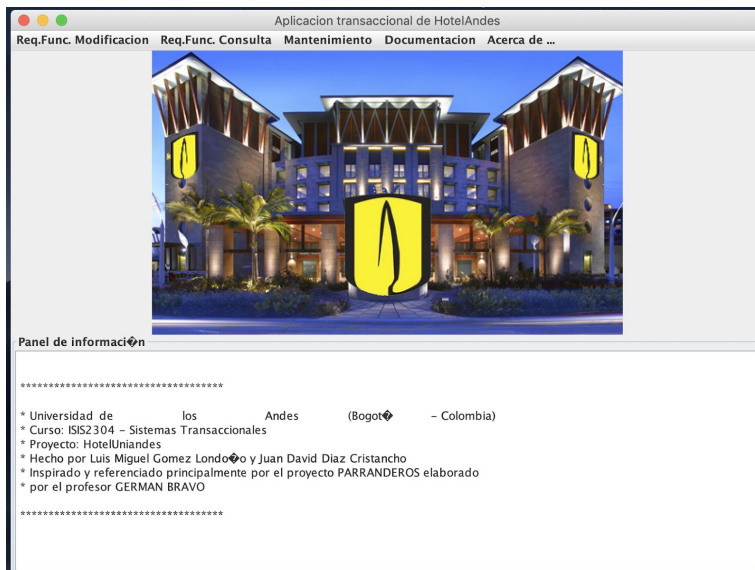 Aplicacion transaccional de HotelAndes
Req.Func. Modificacion Req.Func. Consulta Mantenimiento Documentacion Acerca de ...
Panel de informaci�n
************************************
* Universidad de los Andes (Bogot� – Colombia)
* Curso: ISIS2304 – Sistemas Transaccionales
* Proyecto: HotelUniandes
* Hecho por Luis Miguel Gomez Londo�o y Juan David Diaz Cristancho
* Inspirado y referenciado principalmente por el proyecto PARRANDEROS elaborado
* por el profesor GERMAN BRAVO
************************************